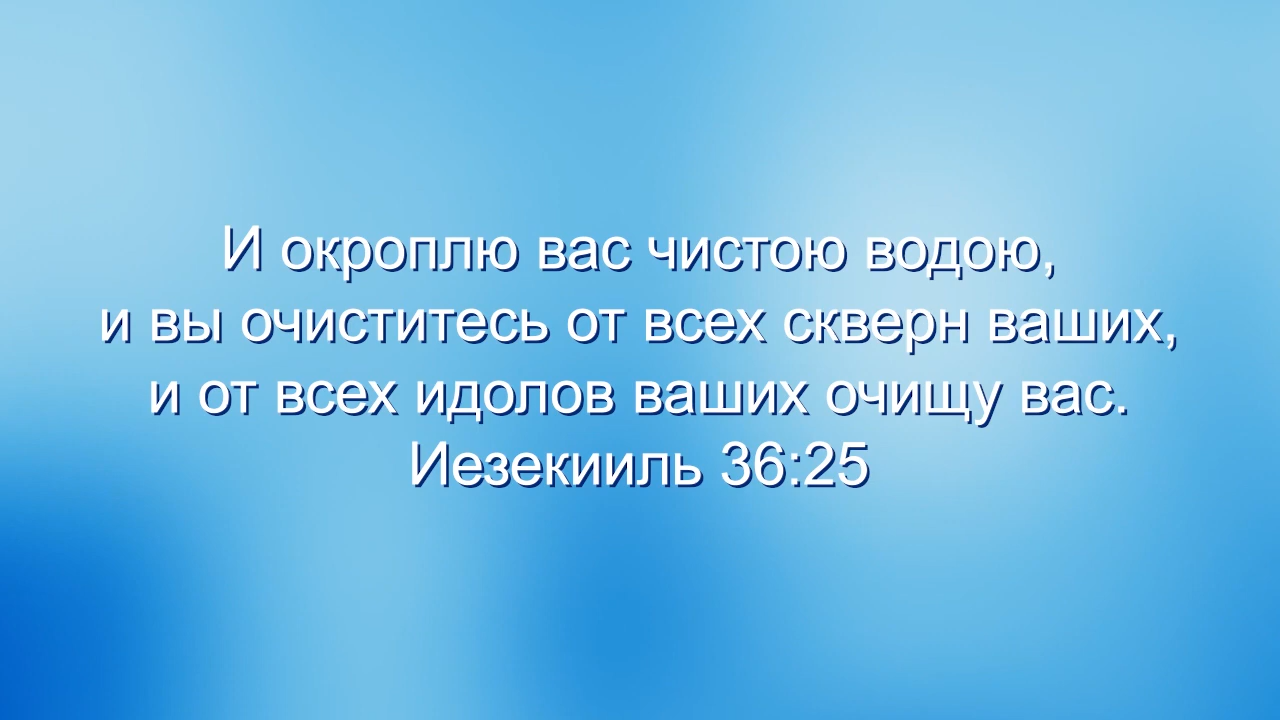 И окроплю вас чистою водою,
и вы очиститесь от всех скверн ваших,
и от всех идолов ваших очищу вас.
Иезекииль 36:25